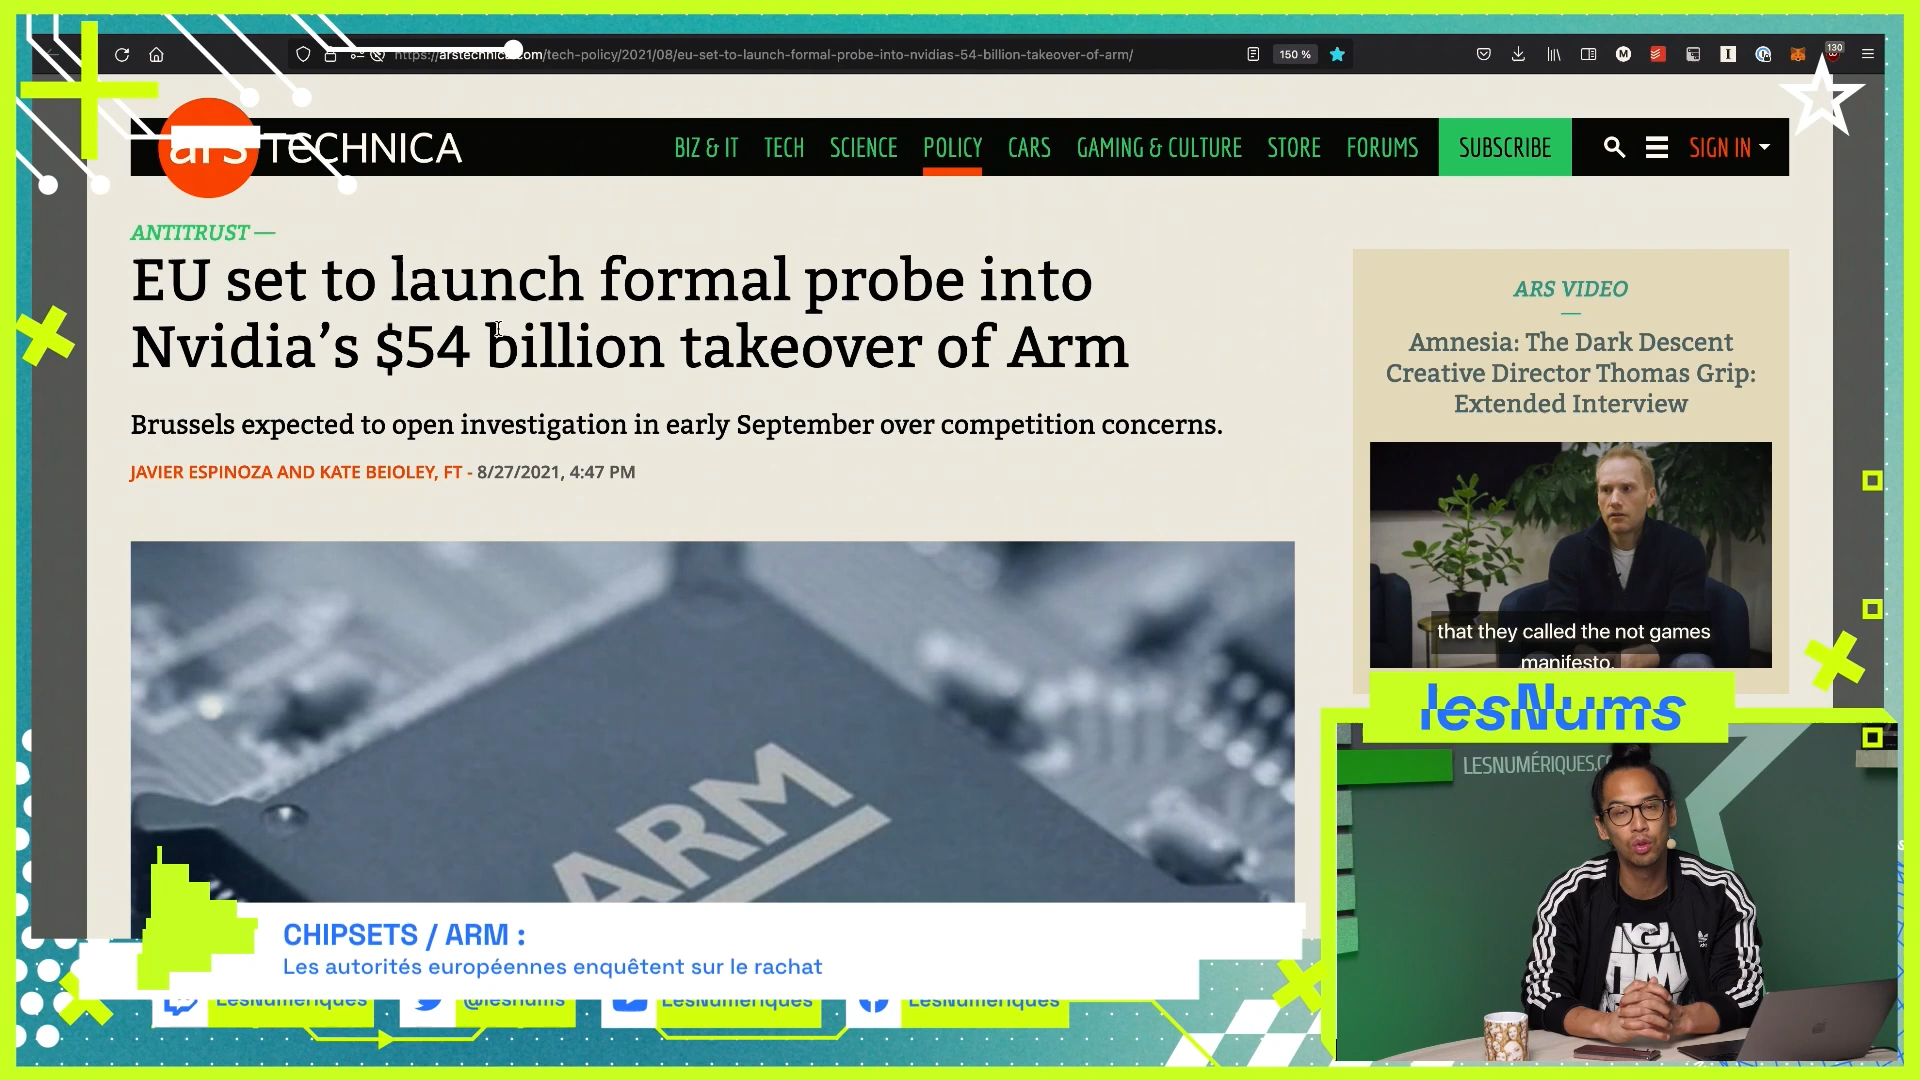 https://arstechnica.com/tech-policy/2021/08/eu-set-to-launch-formal-probe-into-nvidias-54-billion-takeover-of-arm/
150 %
M
I
130
ars TECHNICA
BIZ & IT
TECH
SCIENCE
POLICY
CARS
GAMING & CULTURE
STORE
FORUMS
SUBSCRIBE
SIGN IN
ANTITRUST —
EU set to launch formal probe into
Nvidia’s $54 billion takeover of Arm
Brussels expected to open investigation in early September over competition concerns.
JAVIER ESPINOZA AND KATE BEIOLEY, FT - 8/27/2021, 4:47 PM
ARS VIDEO
Amnesia: The Dark Descent
Creative Director Thomas Grip:
Extended Interview
that they called the not games
manifesto.
ARM
lesNums
LESNUMÉRIQUES.CO
CHIPSETS / ARM :
Les autorités européennes enquêtent sur le rachat
LesNumeriques
@lesnums
LesNumeriques
LesNumeriques